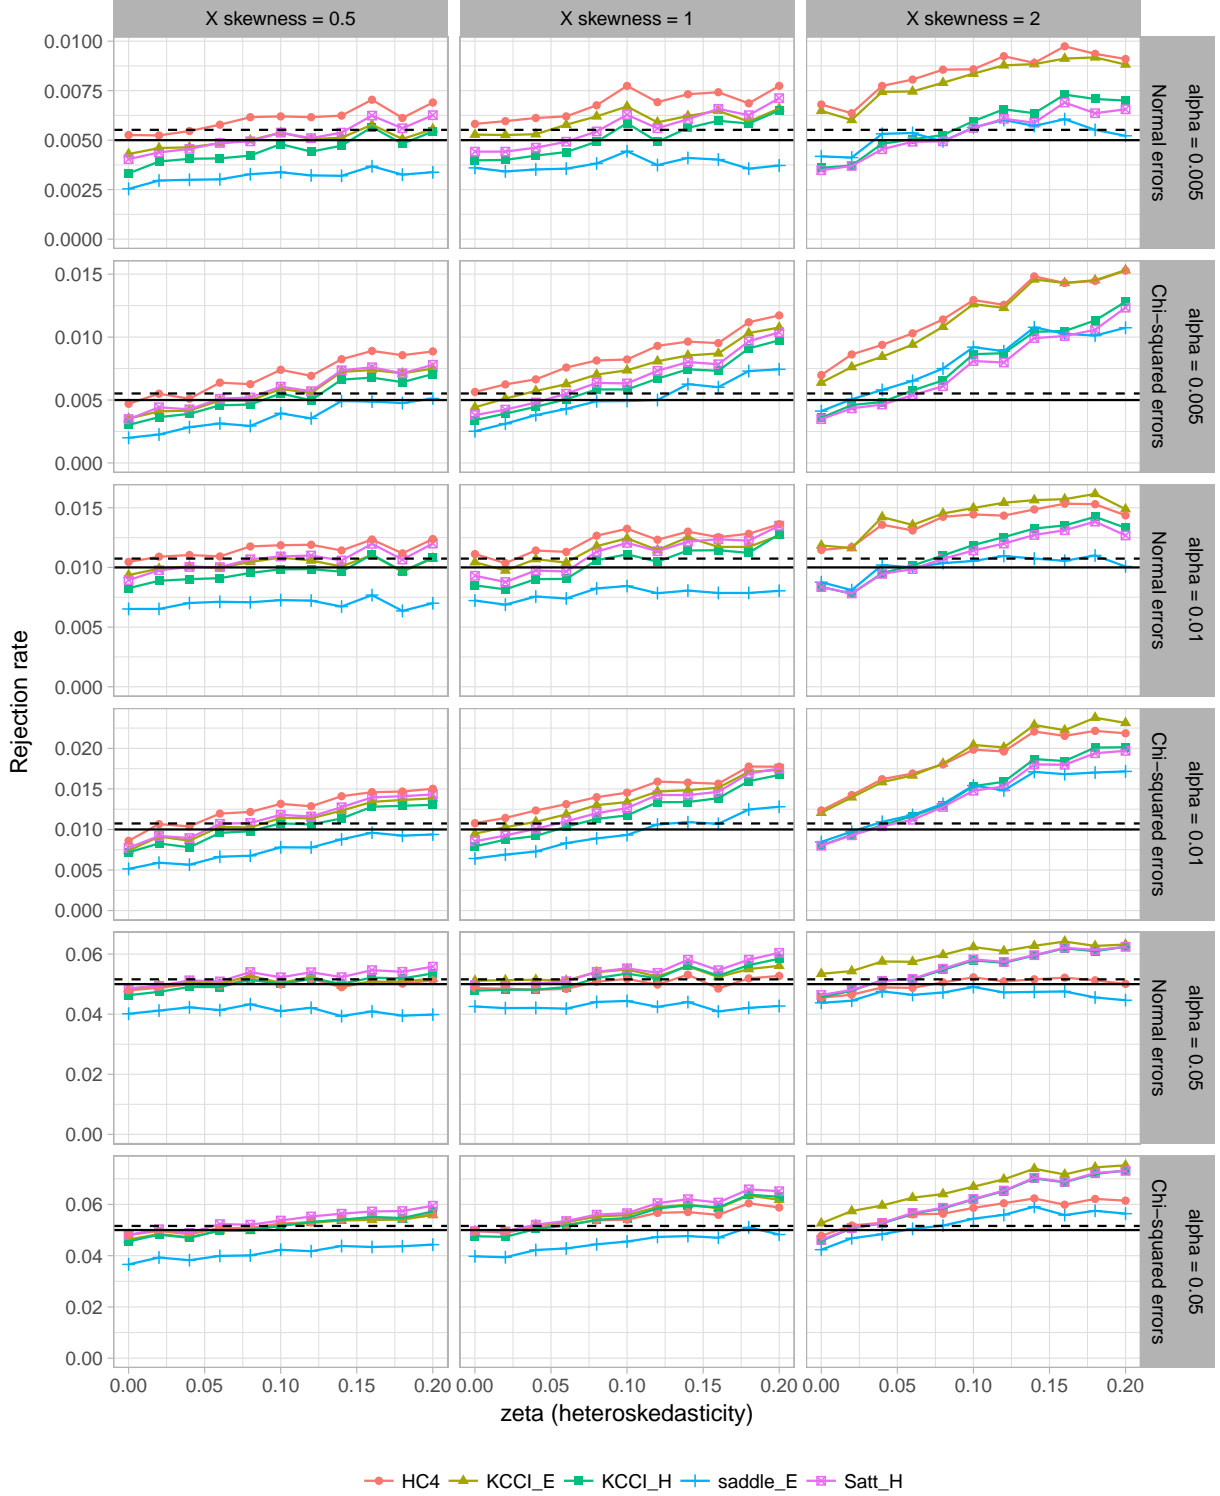 X skewness = 0.5
X skewness = 1
X skewness = 2
0.0100
0.0075
0.0050
0.0025
0.0000
alpha = 0.005
Normal errors
0.015
0.010
0.005
0.000
alpha = 0.005
Chi−squared errors
0.015
0.010
0.005
0.000
alpha = 0.01
Normal errors
0.020
0.015
0.010
0.005
0.000
alpha = 0.01
Chi−squared errors
0.06
0.04
0.02
0.00
alpha = 0.05
Normal errors
0.06
0.04
0.02
0.00
alpha = 0.05
Chi−squared errors
Rejection rate
0.00 0.05 0.10 0.15 0.20 0.00 0.05 0.10 0.15 0.20 0.00 0.05 0.10 0.15 0.20
zeta (heteroskedasticity)
HC4 KCCI_E KCCI_H saddle_E Satt_H